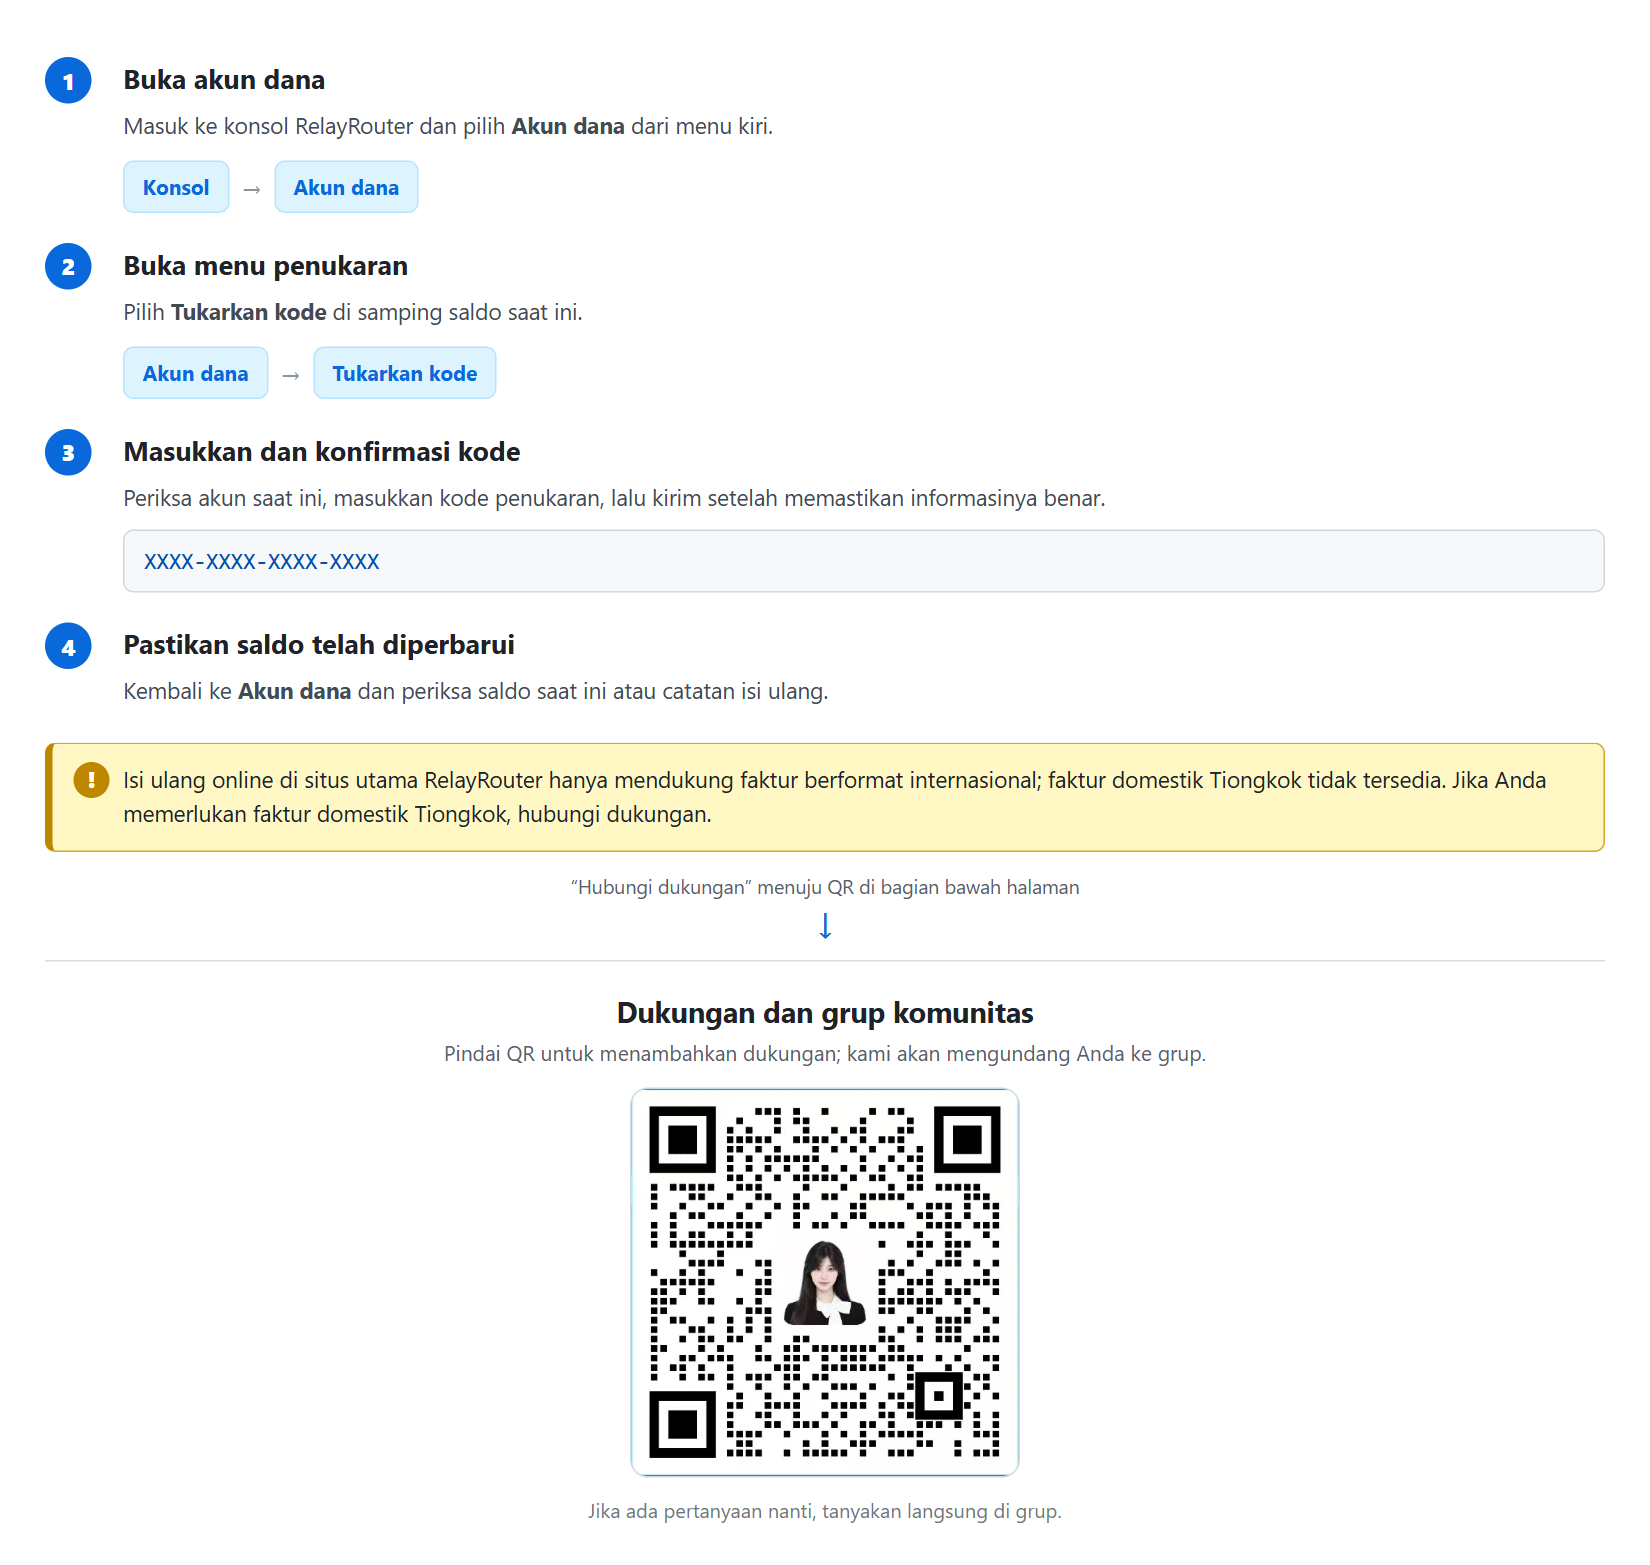 1
Buka akun dana
Masuk ke konsol RelayRouter dan pilih Akun dana dari menu kiri.
Konsol → Akun dana
2
Buka menu penukaran
Pilih Tukarkan kode di samping saldo saat ini.
Akun dana → Tukarkan kode
3
Masukkan dan konfirmasi kode
Periksa akun saat ini, masukkan kode penukaran, lalu kirim setelah memastikan informasinya benar.
XXXX-XXXX-XXXX-XXXX
4
Pastikan saldo telah diperbarui
Kembali ke Akun dana dan periksa saldo saat ini atau catatan isi ulang.
! Isi ulang online di situs utama RelayRouter hanya mendukung faktur berformat internasional; faktur domestik Tiongkok tidak tersedia. Jika Anda
memerlukan faktur domestik Tiongkok, hubungi dukungan.
“Hubungi dukungan” menuju QR di bagian bawah halaman
↓
Dukungan dan grup komunitas
Pindai QR untuk menambahkan dukungan; kami akan mengundang Anda ke grup.
Jika ada pertanyaan nanti, tanyakan langsung di grup.